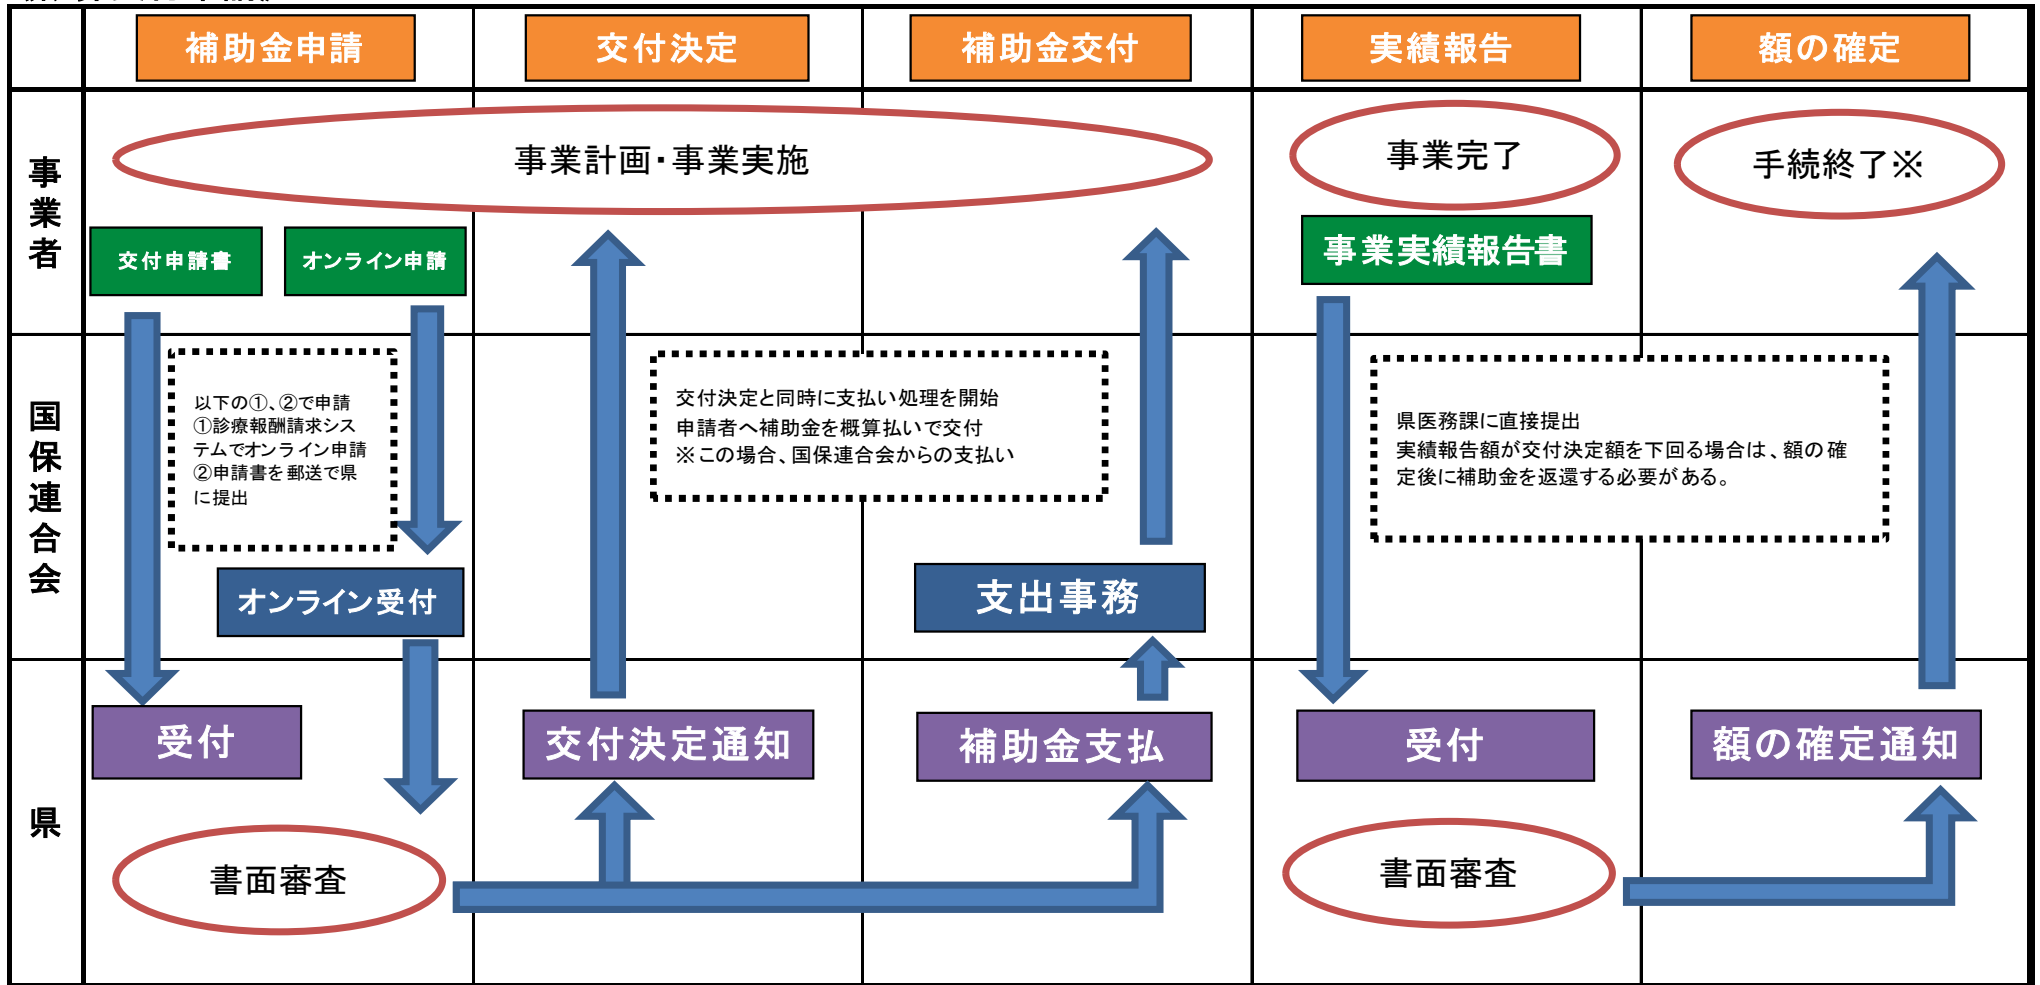 補助金申請
交付決定
補助金交付
実績報告
額の確定
事業者
事業計画・事業実施
事業完了
手続終了※
交付申請書
オンライン申請
事業実績報告書
国保連合会
以下の①、②で申請
①診療報酬請求シス
テムでオンライン申請
②申請書を郵送で県
に提出
交付決定と同時に支払い処理を開始
申請者へ補助金を概算払いで交付
※この場合、国保連合会からの支払い
県医務課に直接提出
実績報告額が交付決定額を下回る場合は、額の確
定後に補助金を返還する必要がある。
オンライン受付
支出事務
県
受付
交付決定通知
補助金支払
受付
額の確定通知
書面審査
書面審査